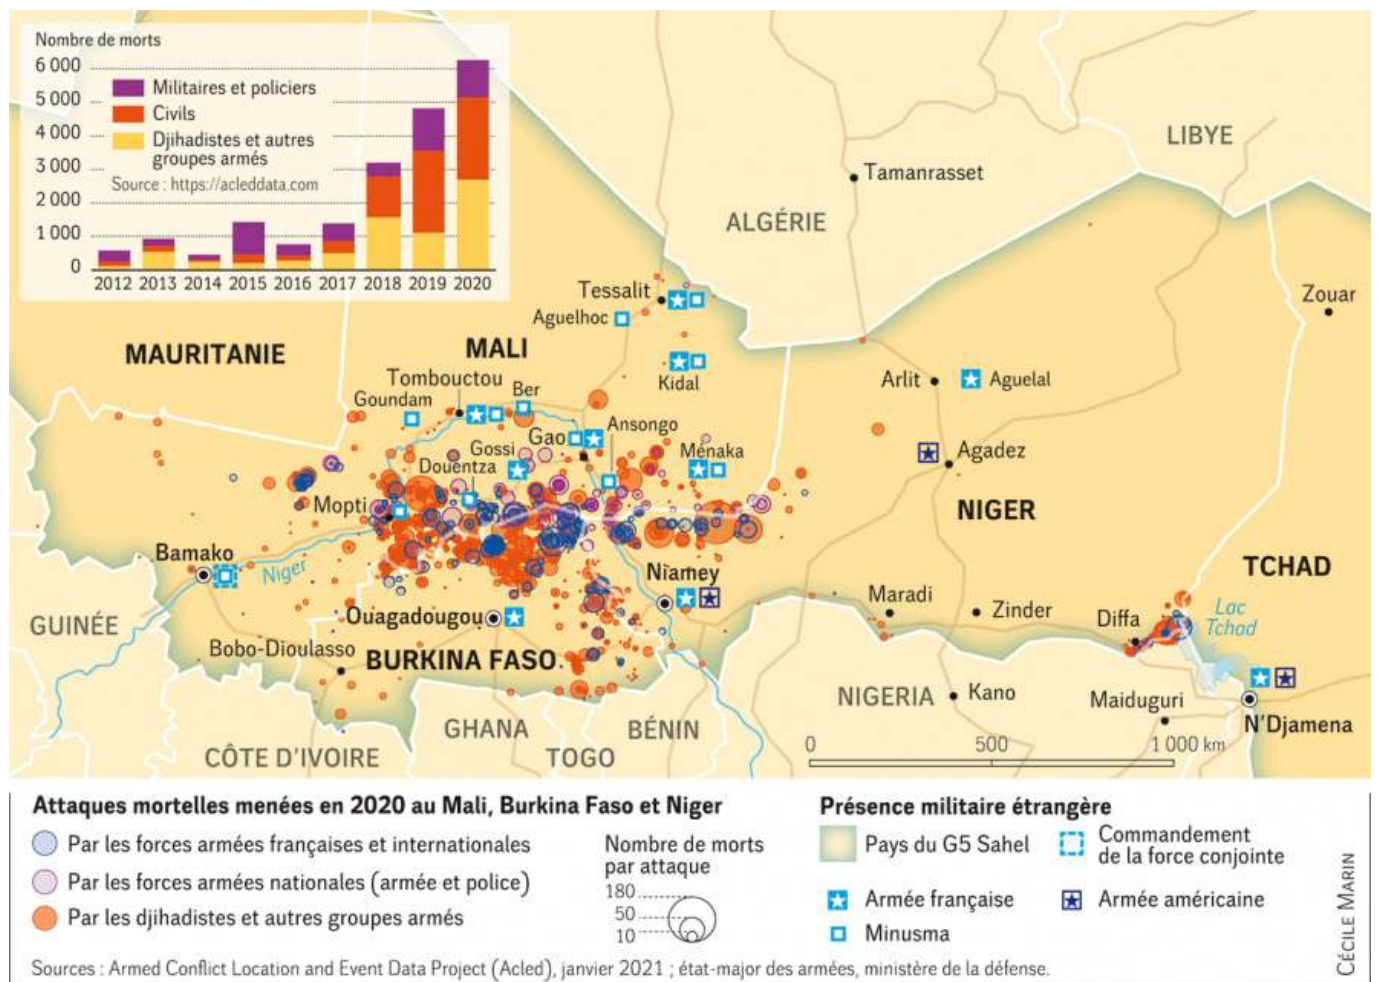 Nombre de morts
6 000
5 000
4 000
3 000
2 000
1 000
0
Militaires et policiers
Civils
Djihadistes et autres
groupes armés
Source : https://acleddata.com
2012 2013 2014 2015 2016 2017 2018 2019 2020
LIBYE
Tamanrasset
ALGÉRIE
Tessalit
Zouar
Aguelhoc
MAURITANIE
MALI
Kidal
Arlit
Aguelal
Tombouctou
Ber
Goundam
Gao
Ansongo
Gossi
Ménaka
Agadez
Douentza
Mopti
NIGER
Bamako
Niger
Niamey
TCHAD
Maradi
Zinder
Diffa
Lac
Tchad
Ouagadougou
GUINÉE
Bobo-Dioulasso
BURKINA FASO
NIGERIA
Kano
Maiduguri
N'Djamena
GHANA
BÉNIN
CÔTE D'IVOIRE
TOGO
0 500 1 000 km
Attaques mortelles menées en 2020 au Mali, Burkina Faso et Niger
Par les forces armées françaises et internationales
Par les forces armées nationales (armée et police)
Par les djihadistes et autres groupes armés
Nombre de morts
par attaque
180
50
10
Présence militaire étrangère
Pays du G5 Sahel
Commandement
de la force conjointe
Armée française
Armée américaine
Minusma
CÉCILE MARIN
Sources : Armed Conflict Location and Event Data Project (Acled), janvier 2021 ; état-major des armées, ministère de la défense.